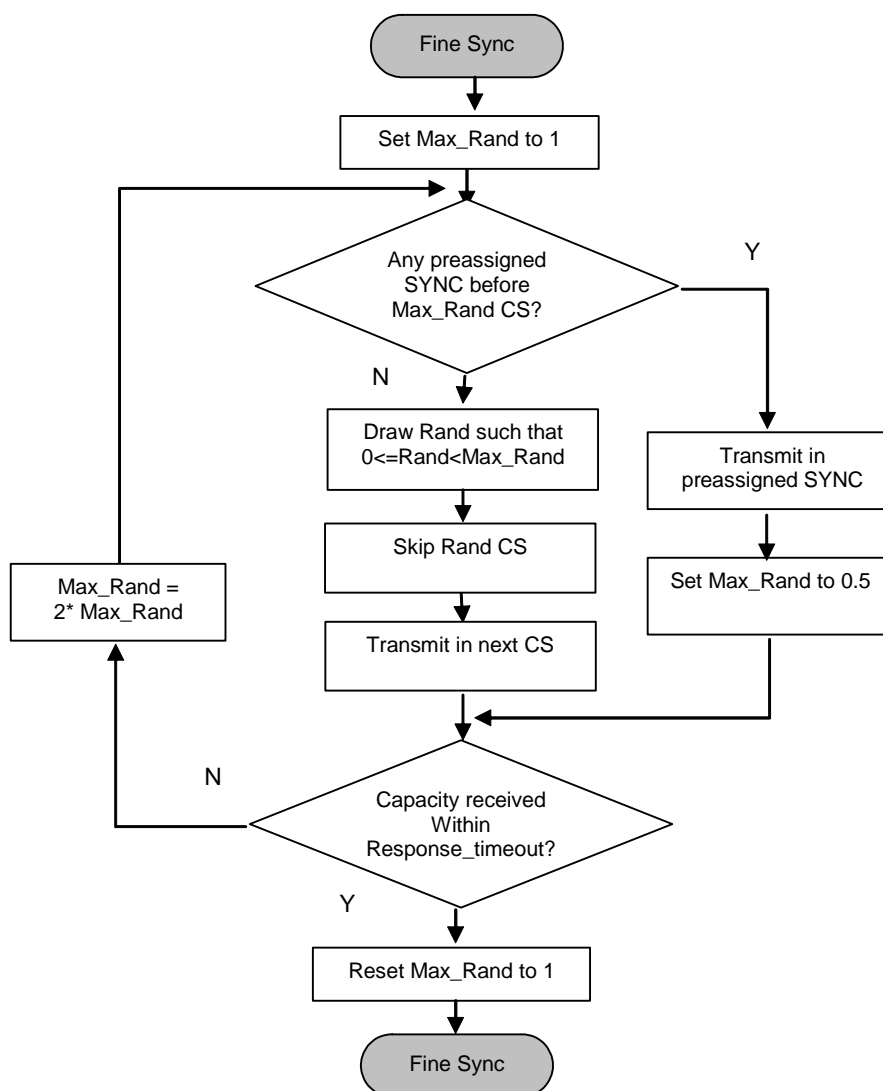 Fine Sync
Set Max_Rand to 1
Any preassigned
SYNC before
Max_Rand CS?
Y
N
Draw Rand such that
0<=Rand<Max_Rand
Transmit in
preassigned SYNC
Skip Rand CS
Set Max_Rand to 0.5
Max_Rand =
2* Max_Rand
Transmit in next CS
N
Capacity received
Within
Response_timeout?
Y
Reset Max_Rand to 1
Fine Sync